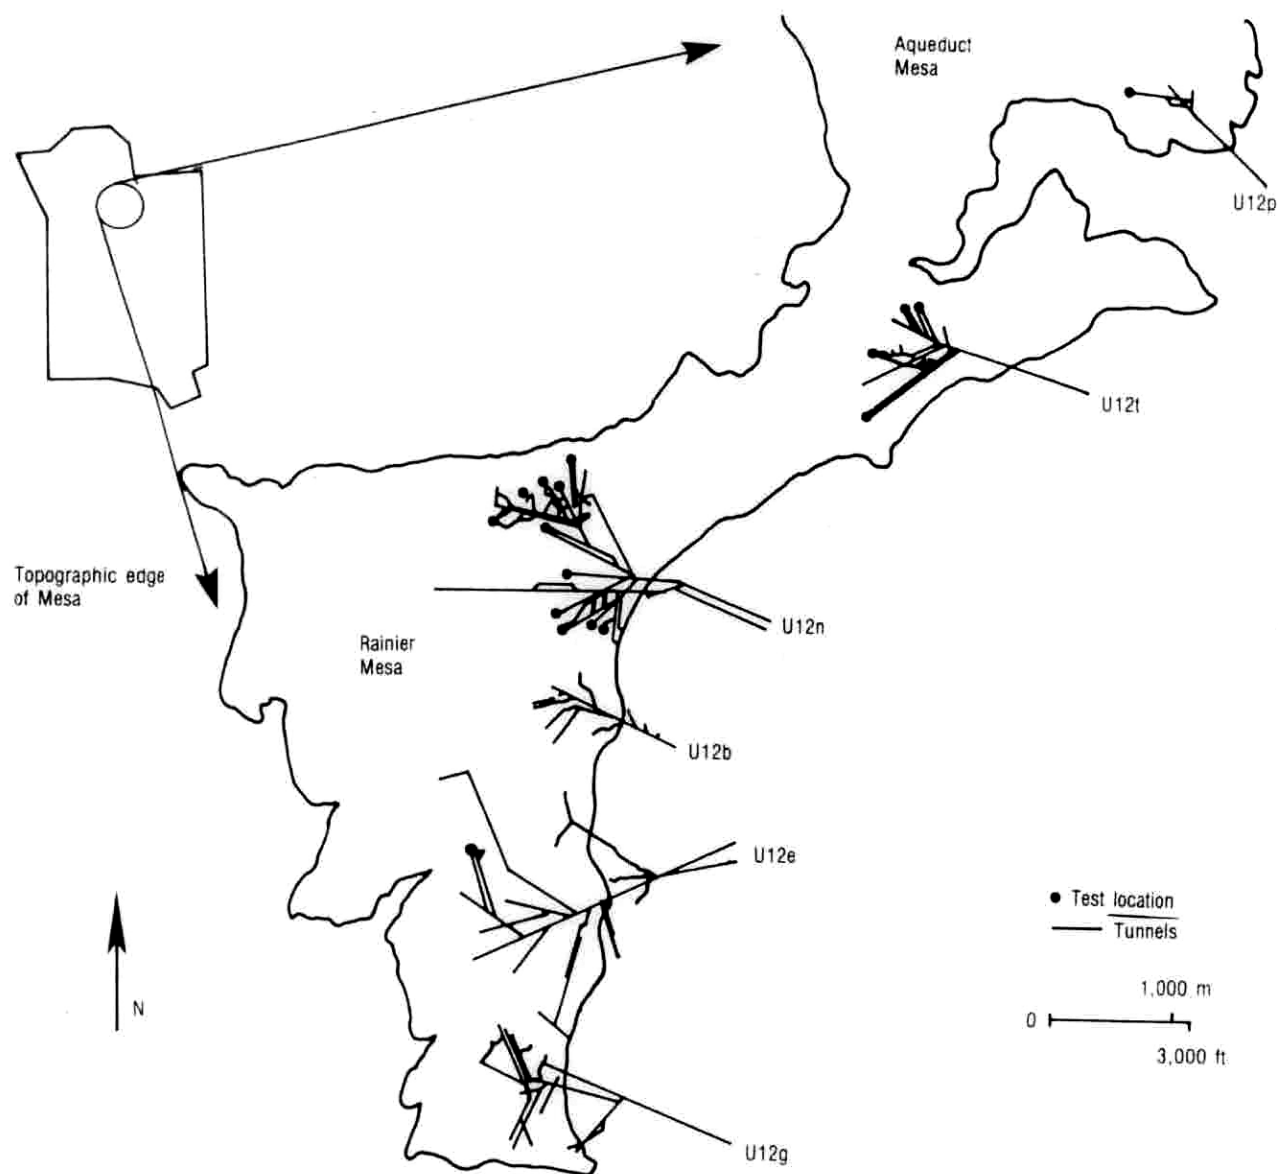 Aqueduct
Mesa
U12p
U12t
Topographic edge
of Mesa
U12n
Rainier
Mesa
U12b
U12e
Test location
Tunnels
1,000 m
N
0
3,000 ft
U12g